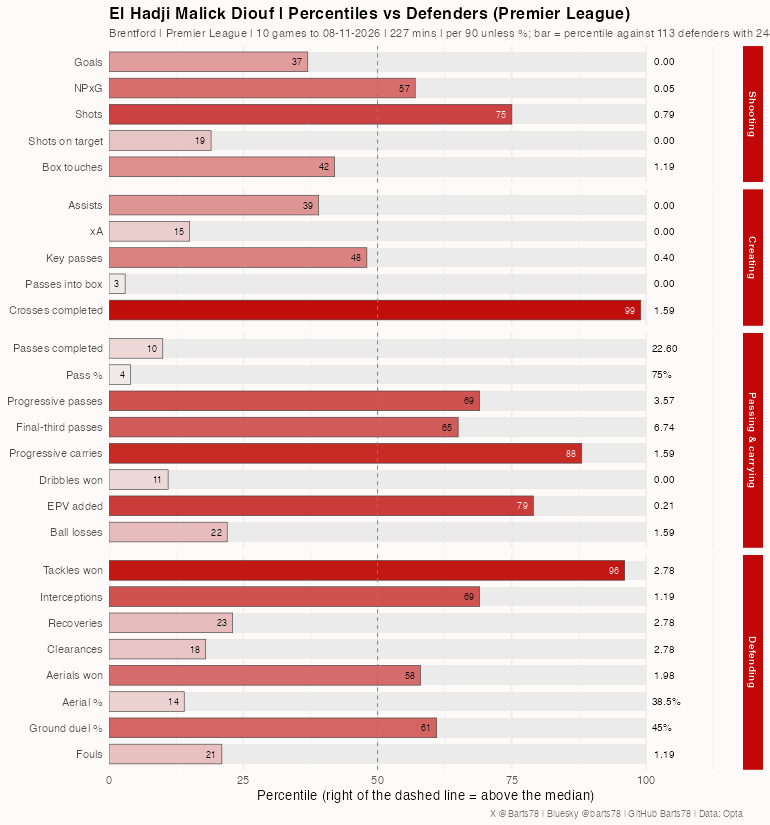 El Hadji Malick Diouf | Percentiles vs Defenders (Premier League)
Brentford | Premier League | 10 games to 08-11-2026 | 227 mins | per 90 unless %; bar = percentile against 113 defenders with 24
Goals 37 0.00
NPxG 57 0.05
Shots 75 0.79
Shots on target 19 0.00
Box touches 42 1.19
Shooting
Assists 39 0.00
xA 15 0.00
Key passes 48 0.40
Passes into box 3 0.00
Crosses completed 99 1.59
Creating
Passes completed 10 22.60
Pass % 4 75%
Progressive passes 69 3.57
Final-third passes 65 6.74
Progressive carries 88 1.59
Dribbles won 11 0.00
EPV added 79 0.21
Ball losses 22 1.59
Passing & carrying
Tackles won 96 2.78
Interceptions 69 1.19
Recoveries 23 2.78
Clearances 18 2.78
Aerials won 58 1.98
Aerial % 14 38.5%
Ground duel % 61 45%
Fouls 21 1.19
Defending
0 25 50 75 100
Percentile (right of the dashed line = above the median)
X @Barts78 | Bluesky @barts78 | GitHub Barts78 | Data: Opta